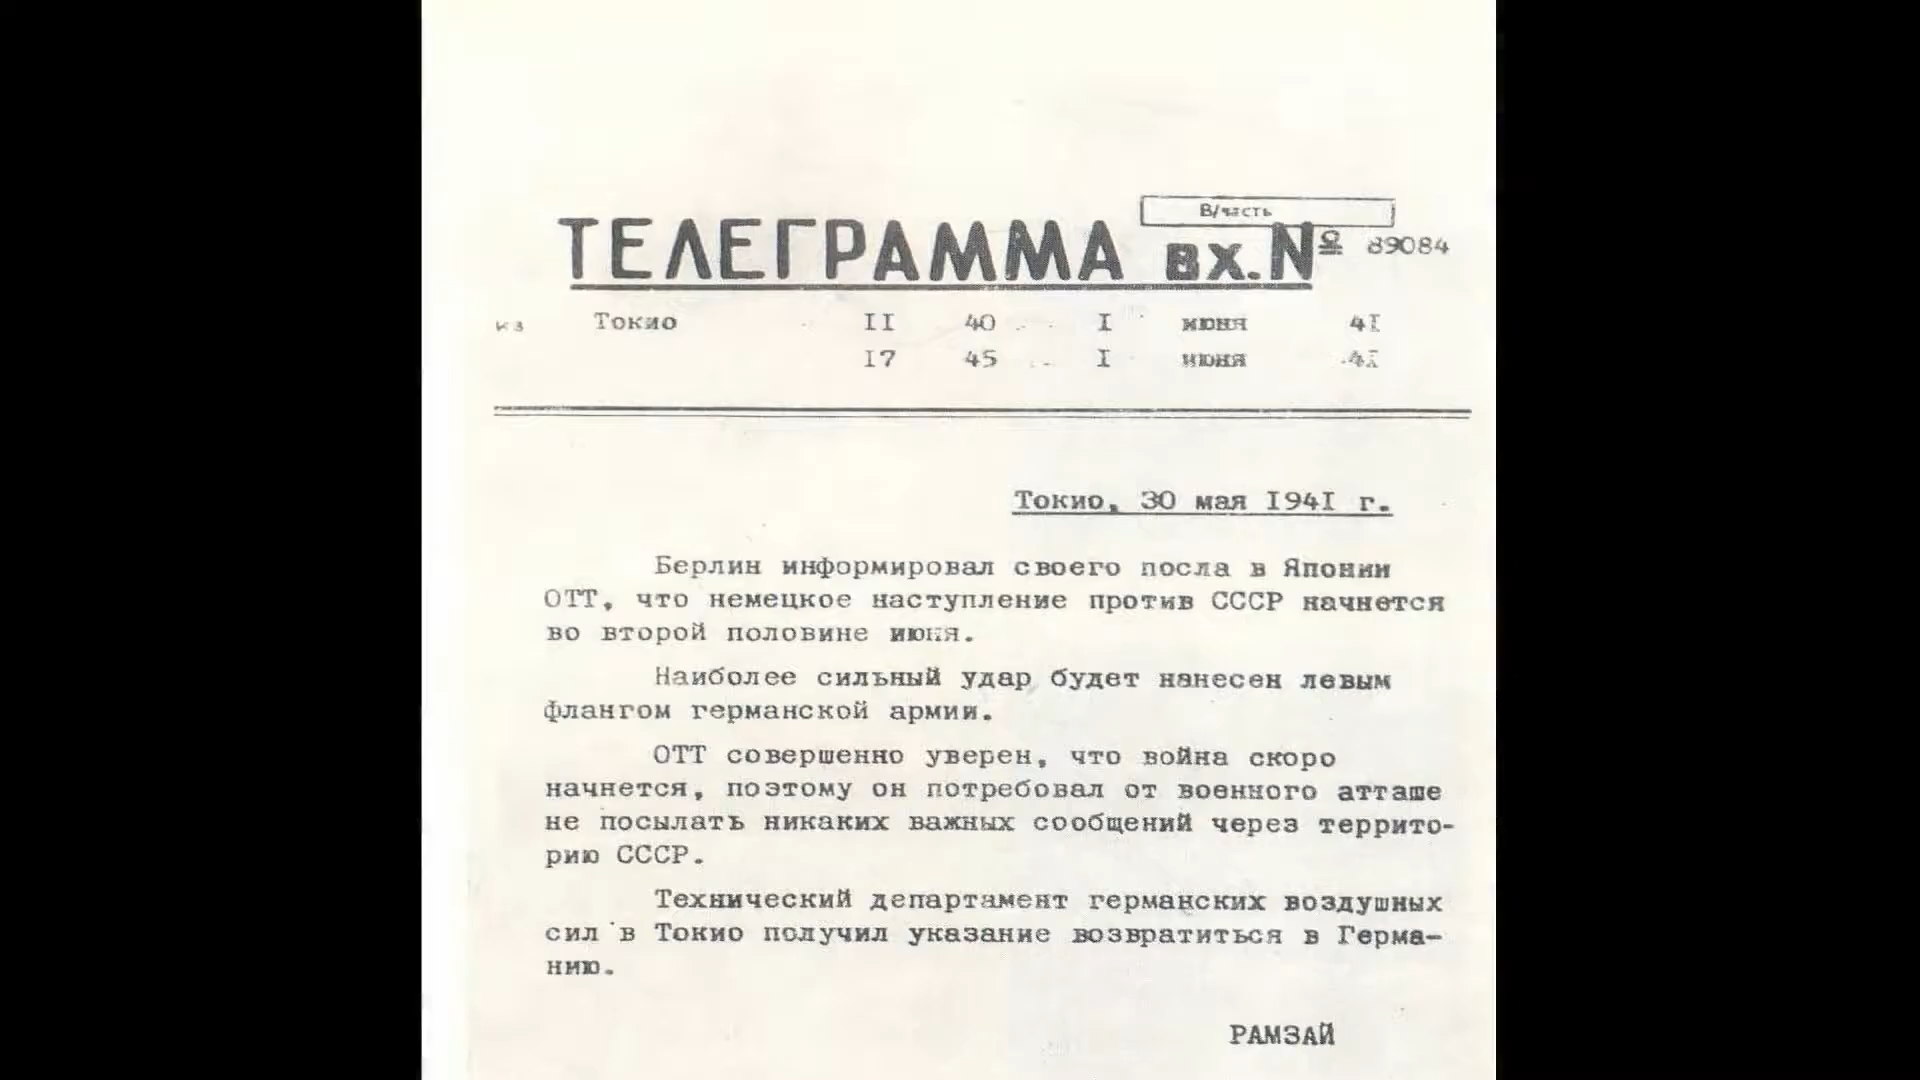 В/часть
ТЕЛЕГРАММА вх.№ 89084
из Токио II 40 I июня 4I
I7 45 I июня 4I
Токио, 30 мая I94I г.
Берлин информировал своего посла в Японии
ОТТ, что немецкое наступление против СССР начнется
во второй половине июня.
Наиболее сильный удар будет нанесен левым
флангом германской армии.
ОТТ совершенно уверен, что война скоро
начнется, поэтому он потребовал от военного атташе
не посылать никаких важных сообщений через террито-
рию СССР.
Технический департамент германских воздушных
сил в Токио получил указание возвратиться в Герма-
нию.
РАМЗАЙ